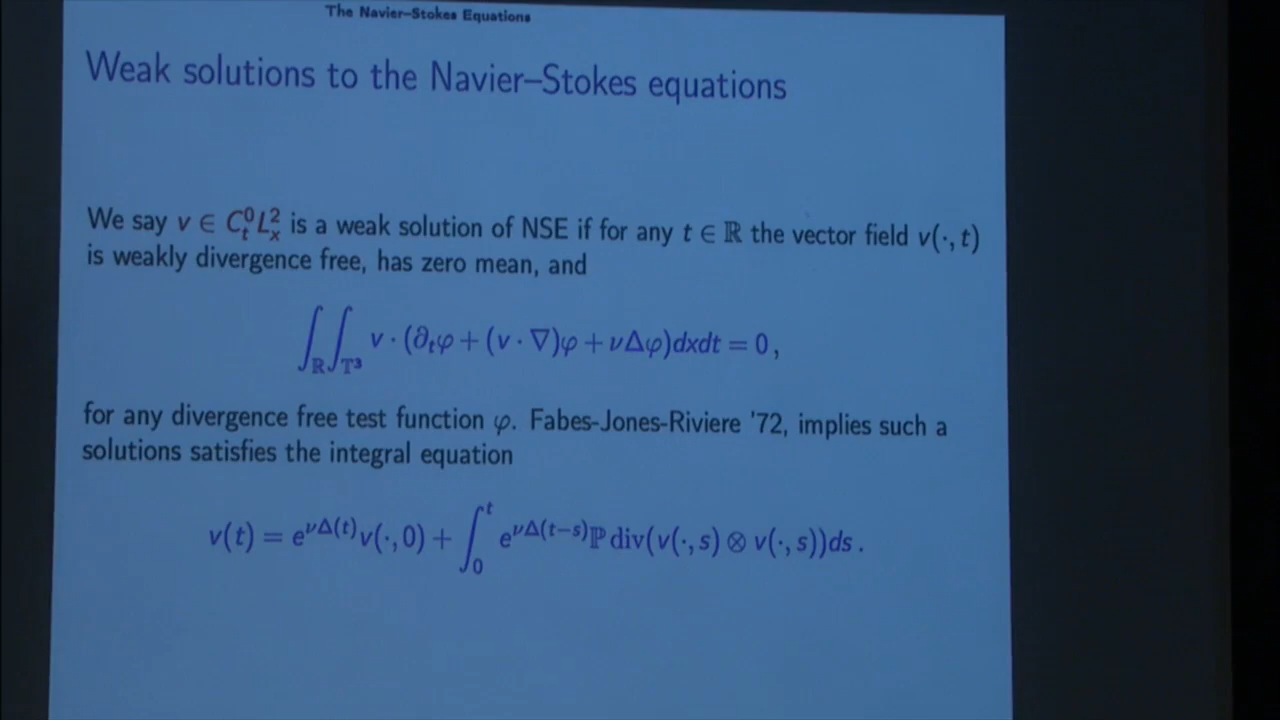 The Navier–Stokes Equations
Weak solutions to the Navier–Stokes equations
We say v ∈ C⁰ₜL²ₓ is a weak solution of NSE if for any t ∈ ℝ the vector field v(·, t)
is weakly divergence free, has zero mean, and
∫_ℝ ∫_𝕋³ v · (∂ₜφ + (v · ∇)φ + νΔφ)dxdt = 0 ,
for any divergence free test function φ. Fabes-Jones-Riviere '72, implies such a
solutions satisfies the integral equation
v(t) = e^{νΔ(t)}v(·, 0) + ∫₀ᵗ e^{νΔ(t−s)}ℙ div(v(·, s) ⊗ v(·, s))ds .